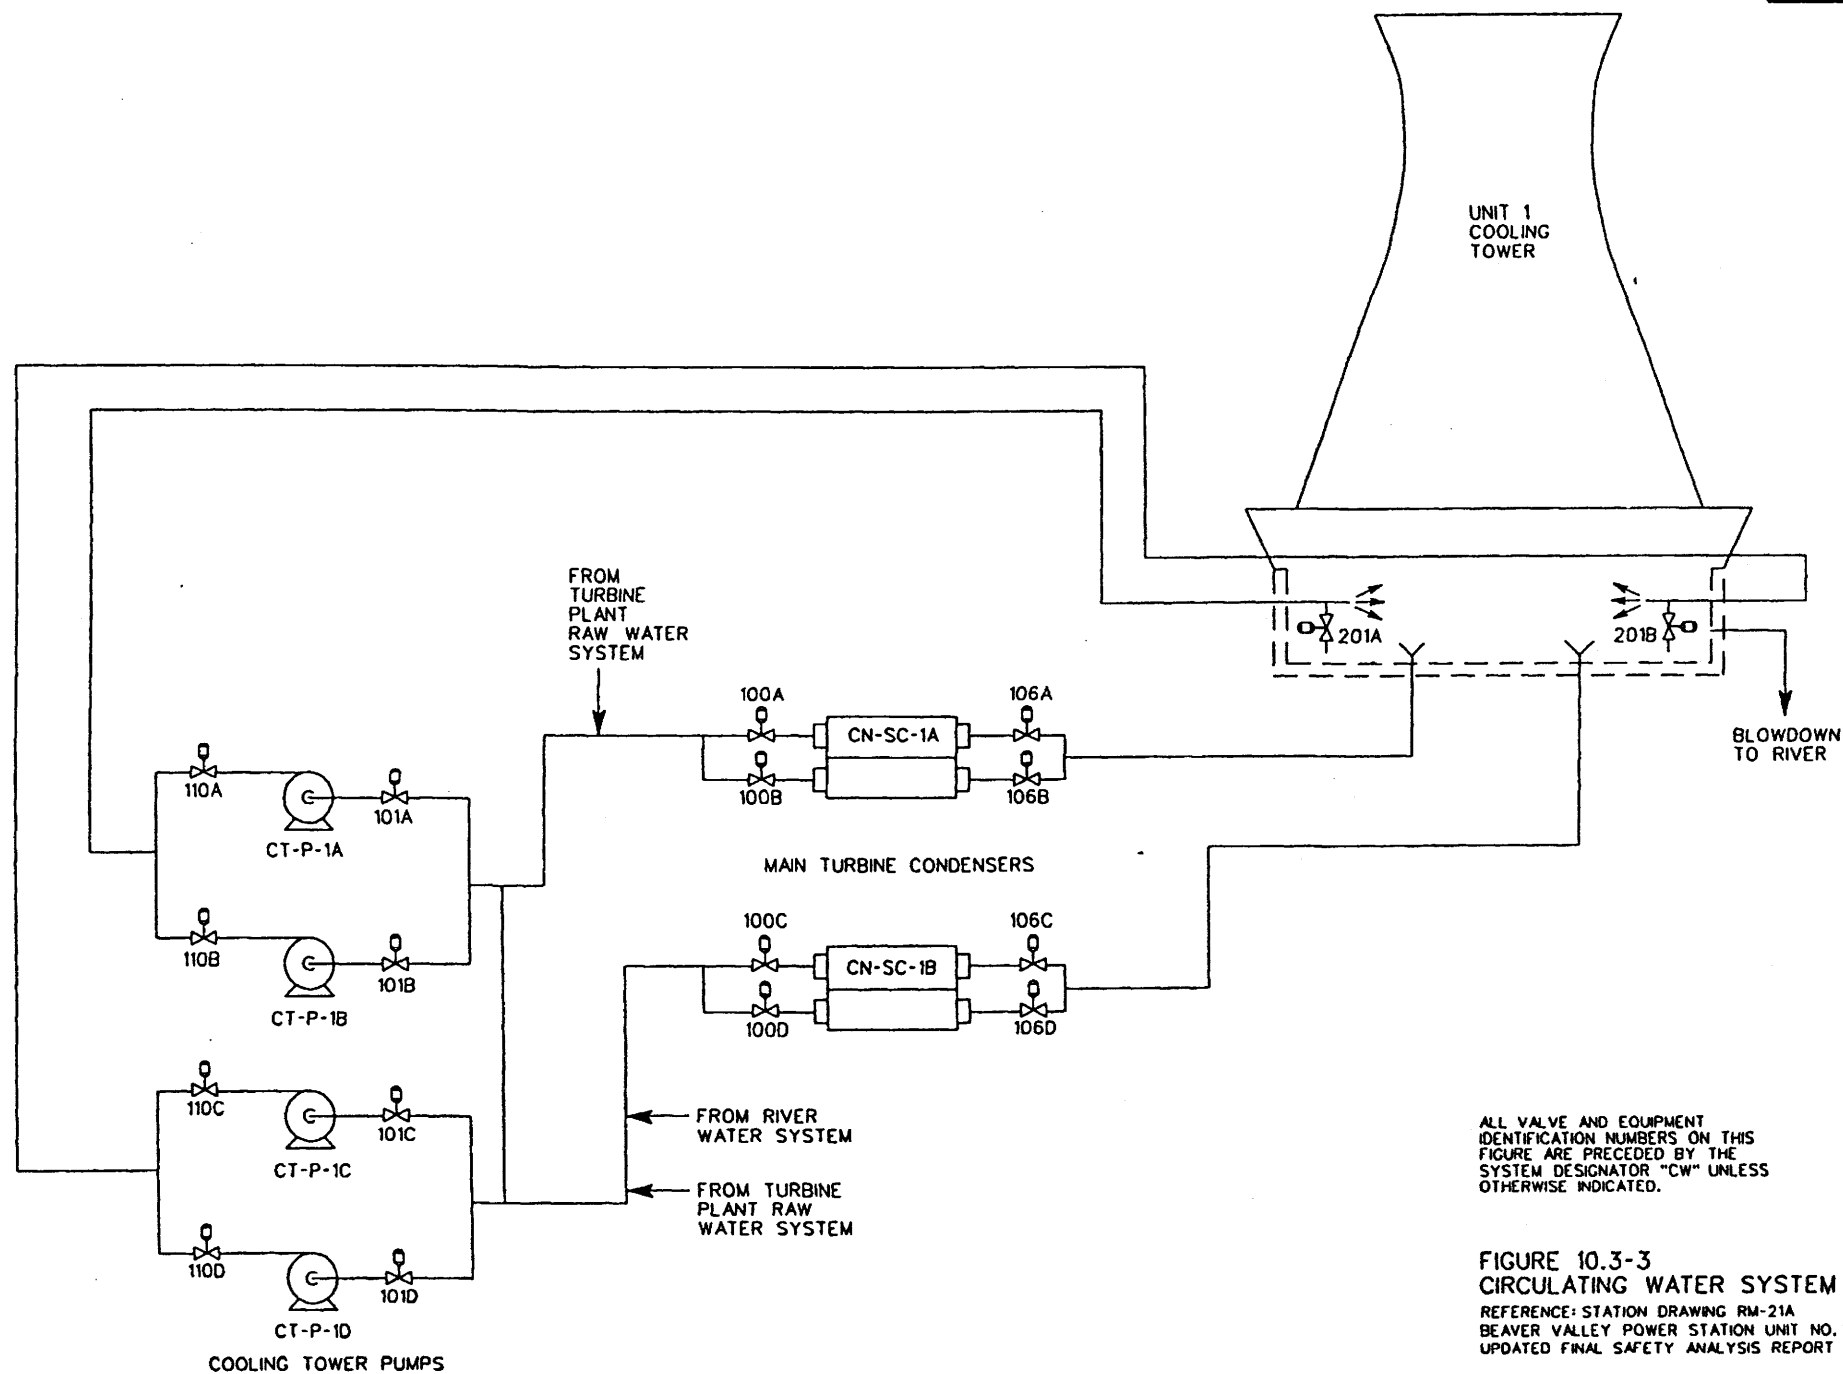 UNIT 1
COOLING
TOWER
FROM
TURBINE
PLANT
RAW WATER
SYSTEM
201A
201B
BLOWDOWN
TO RIVER
100A
106A
CN-SC-1A
100B
106B
110A
101A
CT-P-1A
MAIN TURBINE CONDENSERS
110B
101B
CT-P-1B
100C
106C
CN-SC-1B
100D
106D
110C
101C
CT-P-1C
FROM RIVER
WATER SYSTEM
FROM TURBINE
PLANT RAW
WATER SYSTEM
110D
101D
CT-P-1D
COOLING TOWER PUMPS
C
C
C
C
ALL VALVE AND EQUIPMENT
IDENTIFICATION NUMBERS ON THIS
FIGURE ARE PRECEDED BY THE
SYSTEM DESIGNATOR "CW" UNLESS
OTHERWISE INDICATED.
FIGURE 10.3-3
CIRCULATING WATER SYSTEM
REFERENCE: STATION DRAWING RM-21A
BEAVER VALLEY POWER STATION UNIT NO.
UPDATED FINAL SAFETY ANALYSIS REPORT